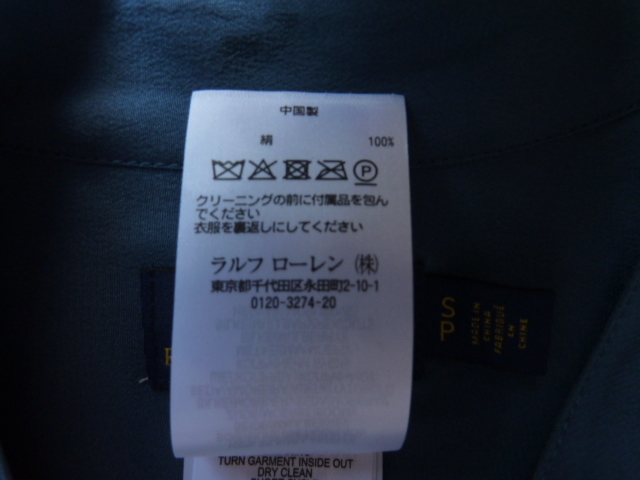 中国製
絹 100%
P
クリーニングの前に付属品を包ん
でください
衣服を裏返しにしてください
ラルフ ローレン (株)
東京都千代田区永田町2-10-1
0120-3274-20
SP
MADE IN
CHINA
FABRIQUÉ
EN
CHINE
TURN GARMENT INSIDE OUT
DRY CLEAN